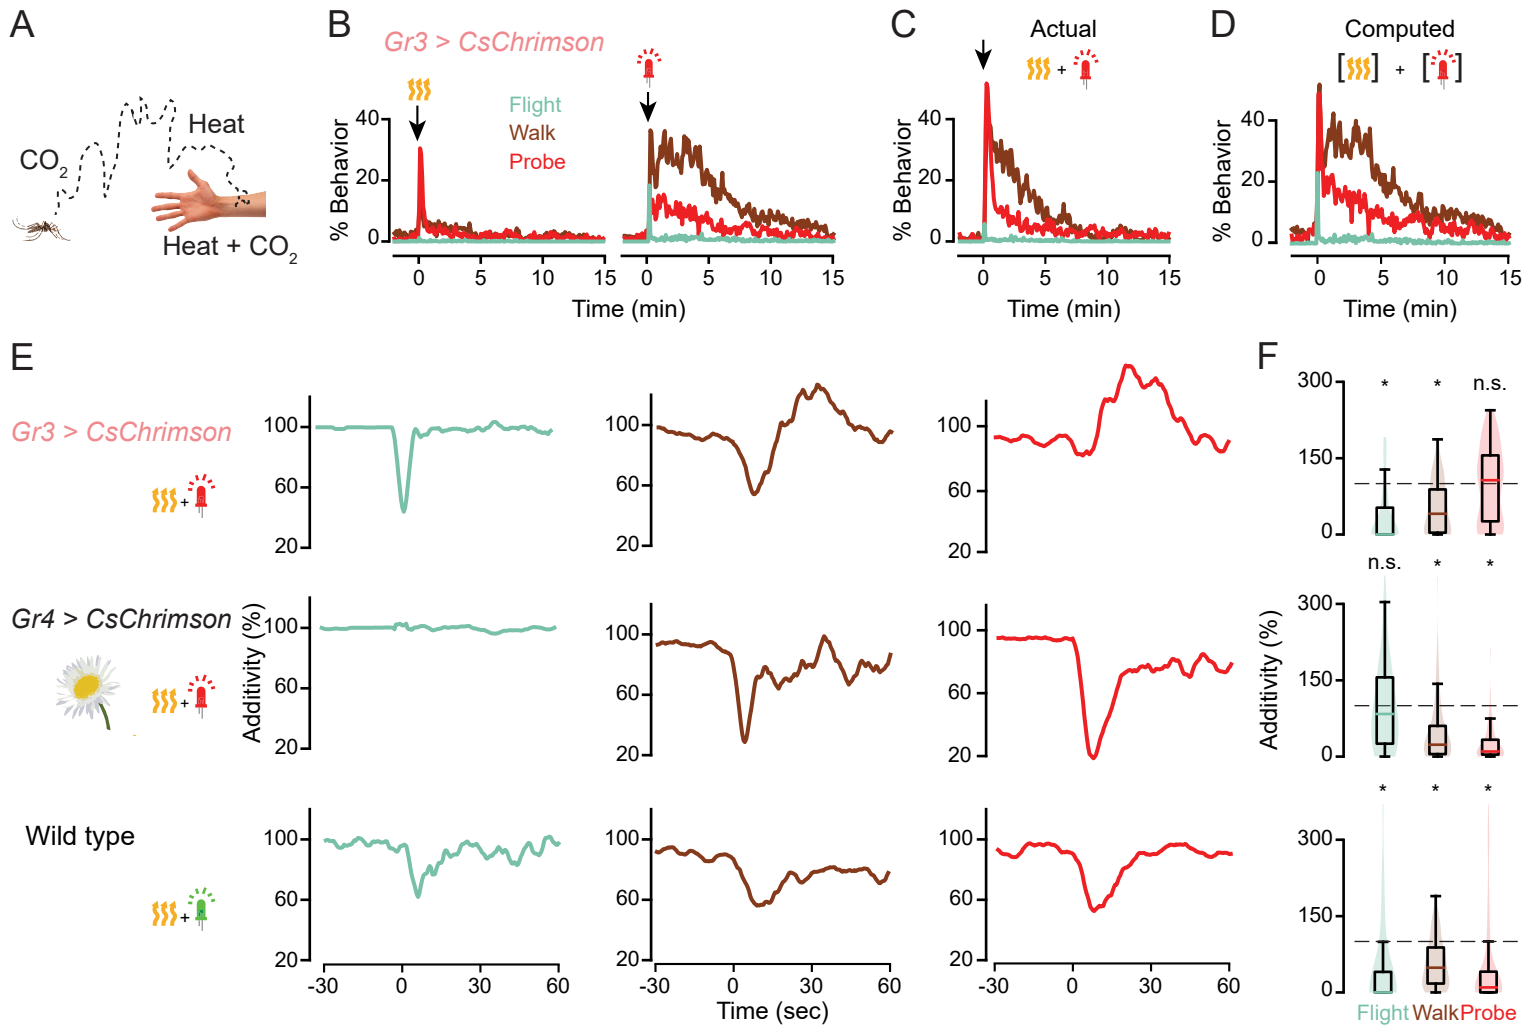 A
CO2
Heat
Heat + CO2
B
Gr3 > CsChrimson
Flight
Walk
Probe
% Behavior
40
20
0
0 5 10 15
0 5 10 15
Time (min)
C
Actual
+
% Behavior
40
20
0
0 5 10 15
Time (min)
D
Computed
[ ] + [ ]
% Behavior
40
20
0
0 5 10 15
Time (min)
E
Gr3 > CsChrimson
+
100
60
20
100
60
20
100
60
20
Gr4 > CsChrimson
+
Additivity (%)
100
60
20
100
60
20
100
60
20
Wild type
+
100
60
20
100
60
20
100
60
20
-30 0 30 60
-30 0 30 60
-30 0 30 60
Time (sec)
F
Additivity (%)
300
150
0
* * n.s.
300
150
0
n.s. * *
300
150
0
* * *
Flight Walk Probe